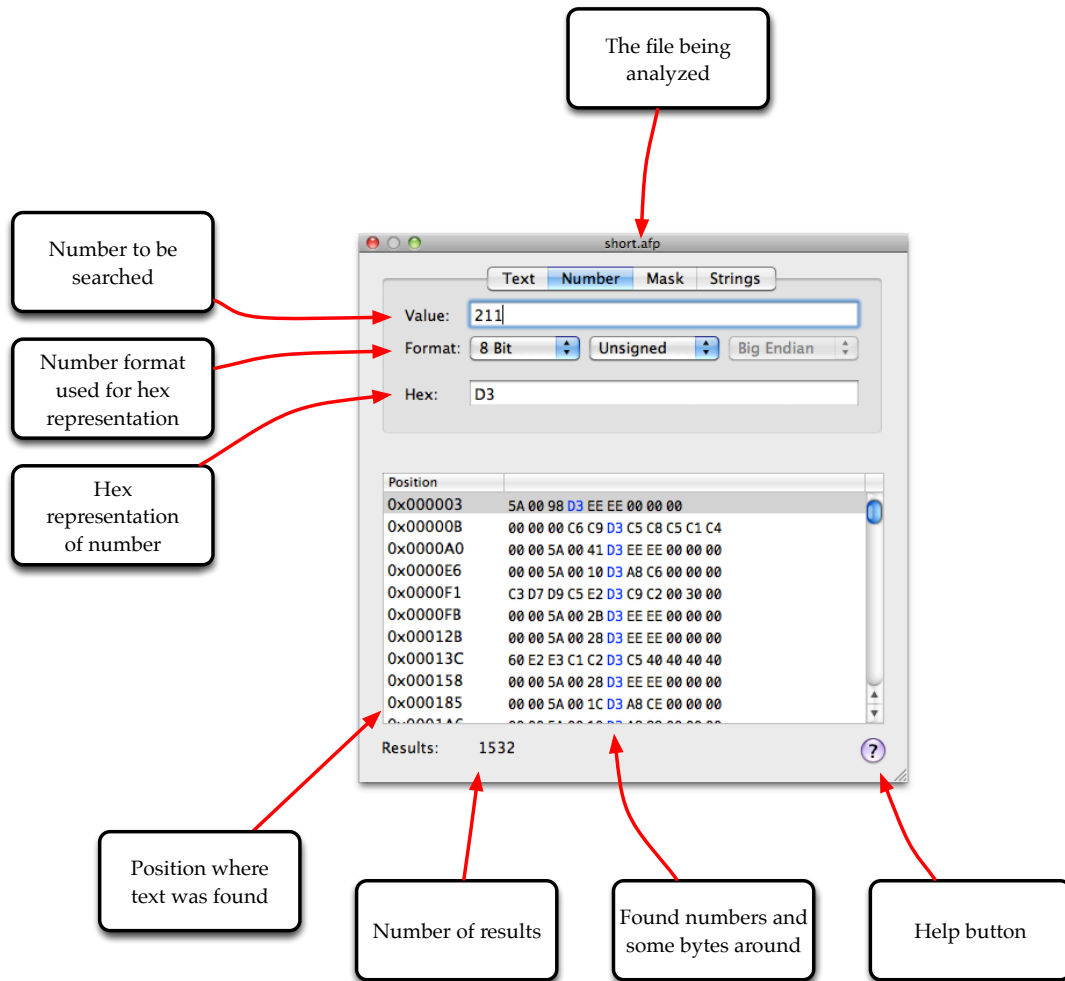 The file being
analyzed
Number to be
searched
short.afp
Text Number Mask Strings
Value: 211
Number format
used for hex
representation
Format: 8 Bit Unsigned Big Endian
Hex: D3
Hex
representation
of number
Position
0x000003 5A 00 98 D3 EE EE 00 00 00
0x00000B 00 00 00 C6 C9 D3 C5 C8 C5 C1 C4
0x0000A0 00 00 5A 00 41 D3 EE EE 00 00 00
0x0000E6 00 00 5A 00 10 D3 A8 C6 00 00 00
0x0000F1 C3 D7 D9 C5 E2 D3 C9 C2 00 30 00
0x0000FB 00 00 5A 00 2B D3 EE EE 00 00 00
0x00012B 00 00 5A 00 28 D3 EE EE 00 00 00
0x00013C 60 E2 E3 C1 C2 D3 C5 40 40 40 40
0x000158 00 00 5A 00 28 D3 EE EE 00 00 00
0x000185 00 00 5A 00 1C D3 A8 CE 00 00 00
Results: 1532
?
Position where
text was found
Number of results
Found numbers and
some bytes around
Help button